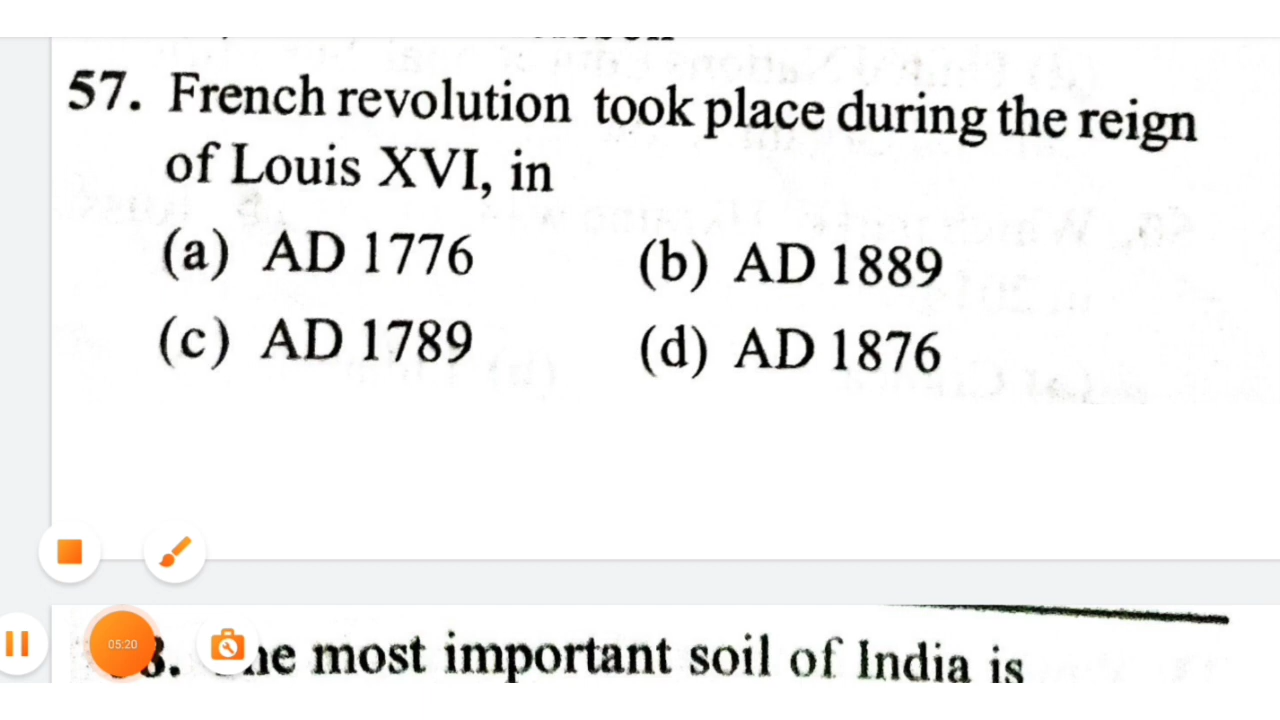 57. French revolution took place during the reign
of Louis XVI, in
(a) AD 1776 (b) AD 1889
(c) AD 1789 (d) AD 1876
05:20
most important soil of India is